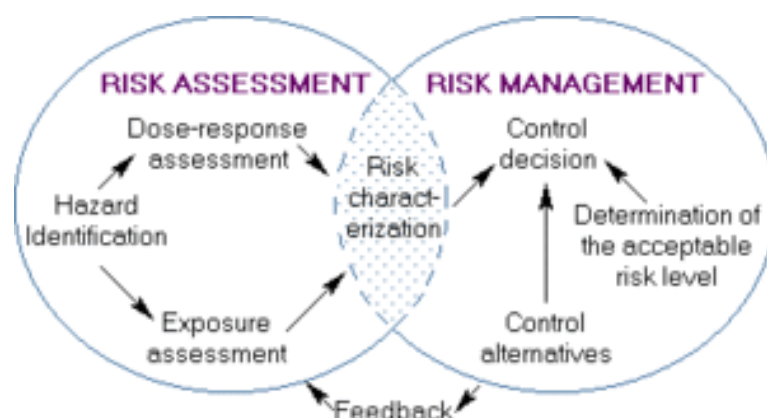 RISK ASSESSMENT
Dose-response
assessment
Hazard
Identification
Exposure
assessment
Risk
charact-
erization
RISK MANAGEMENT
Control
decision
Determination of
the acceptable
risk level
Control
alternatives
Feedback